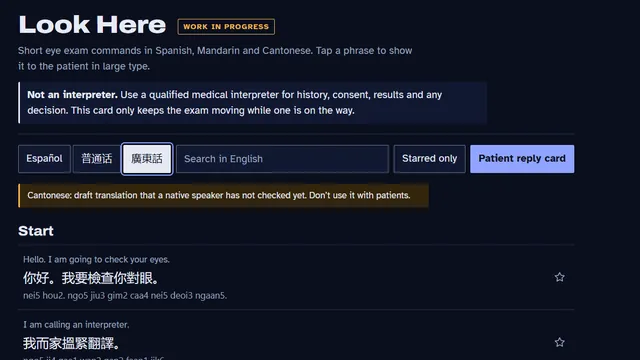 Look Here WORK IN PROGRESS
Short eye exam commands in Spanish, Mandarin and Cantonese. Tap a phrase to show
it to the patient in large type.
Not an interpreter. Use a qualified medical interpreter for history, consent, results and any
decision. This card only keeps the exam moving while one is on the way.
Español 普通话 廣東話 Search in English Starred only Patient reply card
Cantonese: draft translation that a native speaker has not checked yet. Don't use it with patients.
Start
Hello. I am going to check your eyes.
你好。我要檢查你對眼。
nei5 hou2. ngo5 jiu3 gim2 caa4 nei5 deoi3 ngaan5.
I am calling an interpreter.
我而家搵緊翻譯。